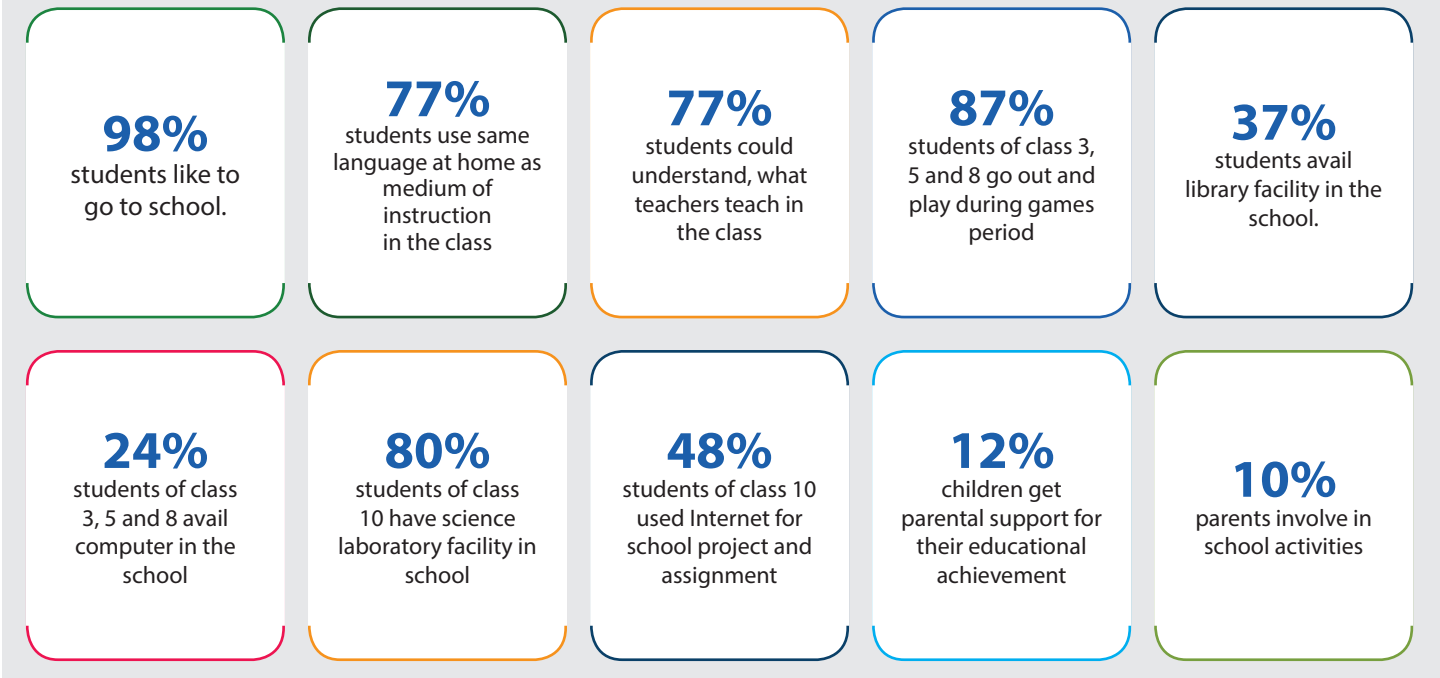 98%
students like to
go to school.
77%
students use same
language at home as
medium of
instruction
in the class
77%
students could
understand, what
teachers teach in
the class
87%
students of class 3,
5 and 8 go out and
play during games
period
37%
students avail
library facility in the
school.
24%
students of class
3, 5 and 8 avail
computer in the
school
80%
students of class
10 have science
laboratory facility in
school
48%
students of class 10
used Internet for
school project and
assignment
12%
children get
parental support for
their educational
achievement
10%
parents involve in
school activities